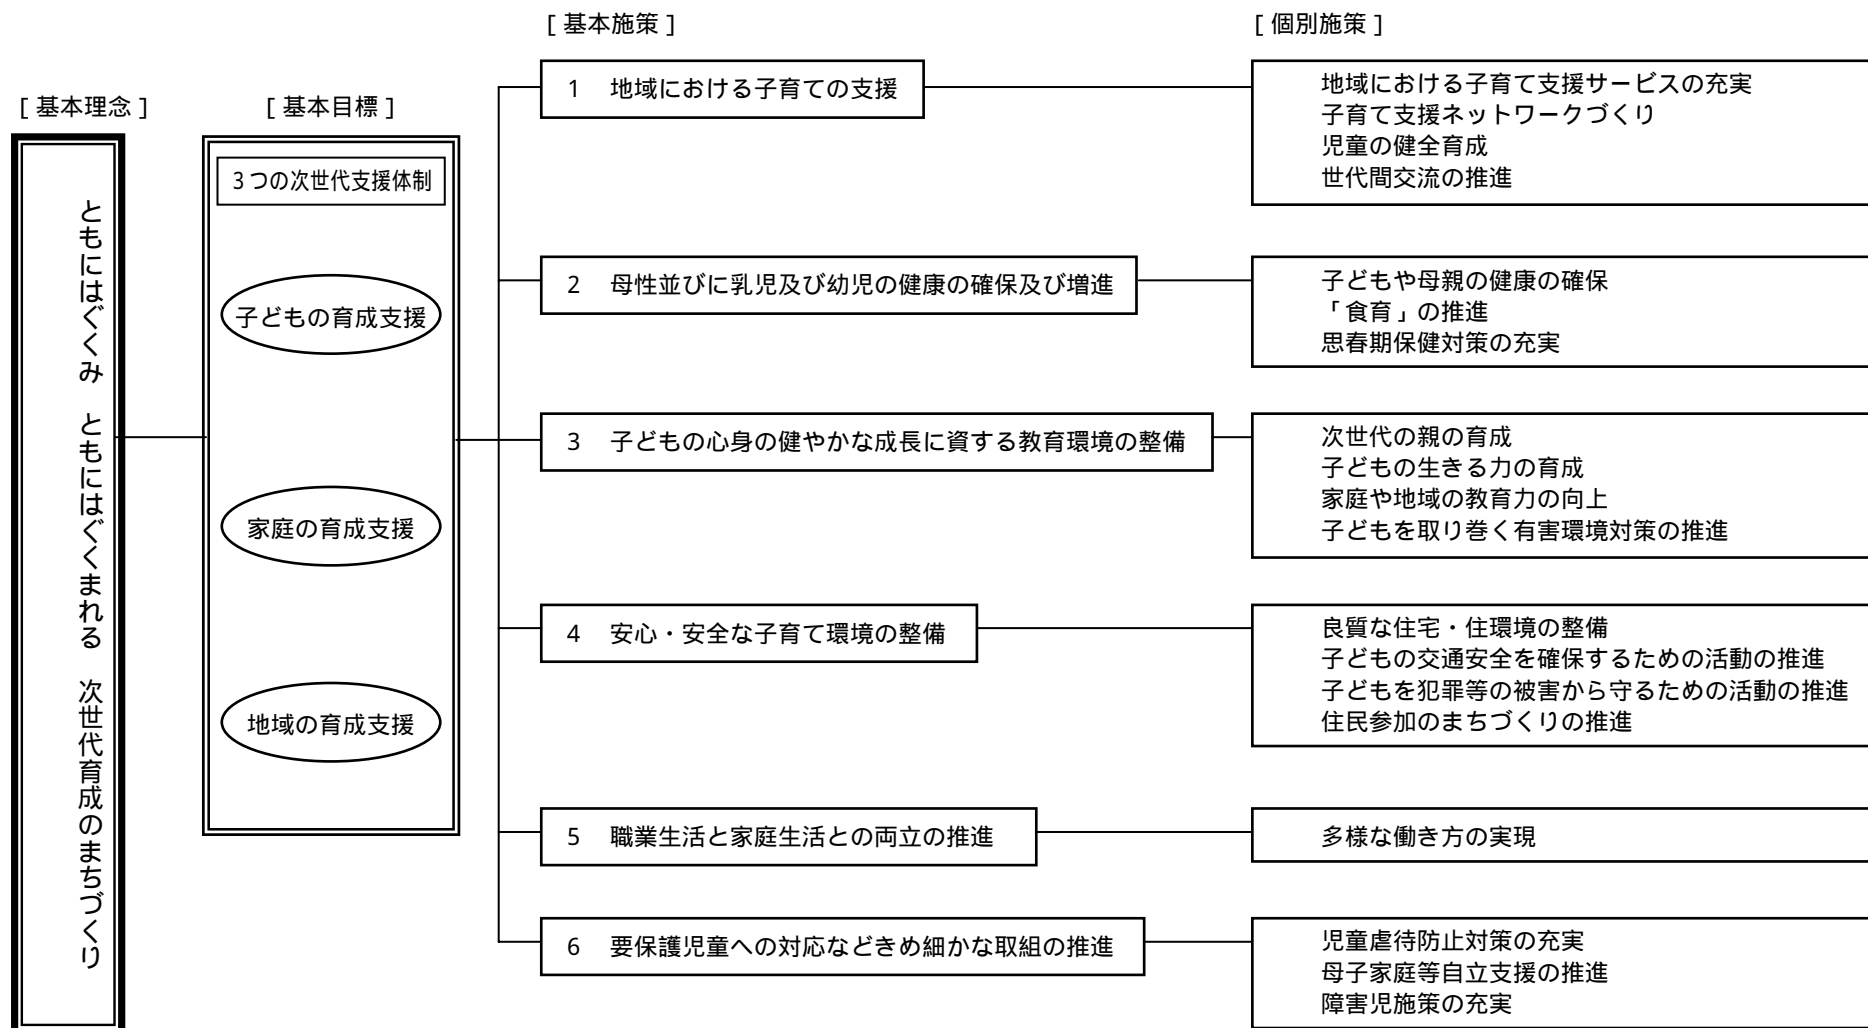 [ 基本理念 ]
ともにはぐくみ　ともにはぐくまれる　次世代育成のまちづくり
[ 基本目標 ]
３つの次世代支援体制
子どもの育成支援
家庭の育成支援
地域の育成支援
[ 基本施策 ]
1　地域における子育ての支援
2　母性並びに乳児及び幼児の健康の確保及び増進
3　子どもの心身の健やかな成長に資する教育環境の整備
4　安心・安全な子育て環境の整備
5　職業生活と家庭生活との両立の推進
6　要保護児童への対応などきめ細かな取組の推進
[ 個別施策 ]
地域における子育て支援サービスの充実
子育て支援ネットワークづくり
児童の健全育成
世代間交流の推進
子どもや母親の健康の確保
「食育」の推進
思春期保健対策の充実
次世代の親の育成
子どもの生きる力の育成
家庭や地域の教育力の向上
子どもを取り巻く有害環境対策の推進
良質な住宅・住環境の整備
子どもの交通安全を確保するための活動の推進
子どもを犯罪等の被害から守るための活動の推進
住民参加のまちづくりの推進
多様な働き方の実現
児童虐待防止対策の充実
母子家庭等自立支援の推進
障害児施策の充実